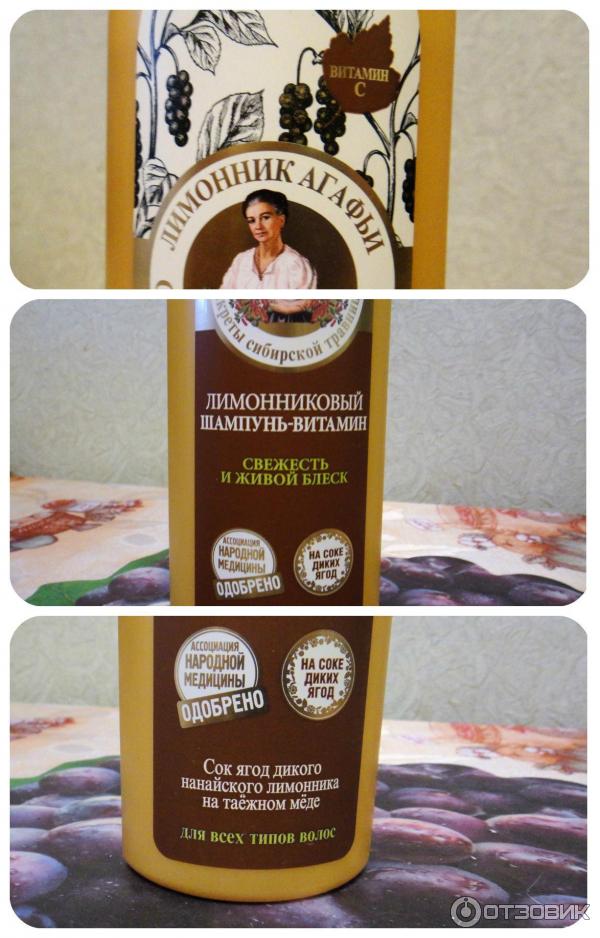 ВИТАМИН
С
ЛИМОННИК АГАФЬИ
креты сибирской травни
ЛИМОННИКОВЫЙ
ШАМПУНЬ-ВИТАМИН
СВЕЖЕСТЬ
И ЖИВОЙ БЛЕСК
АССОЦИАЦИЯ
НАРОДНОЙ
МЕДИЦИНЫ
ОДОБРЕНО
НА СОКЕ
ДИКИХ
ЯГОД
АССОЦИАЦИЯ
НАРОДНОЙ
МЕДИЦИНЫ
ОДОБРЕНО
НА СОКЕ
ДИКИХ
ЯГОД
Сок ягод дикого
нанайского лимонника
на таёжном мёде
для всех типов волос
ОТЗОВИК